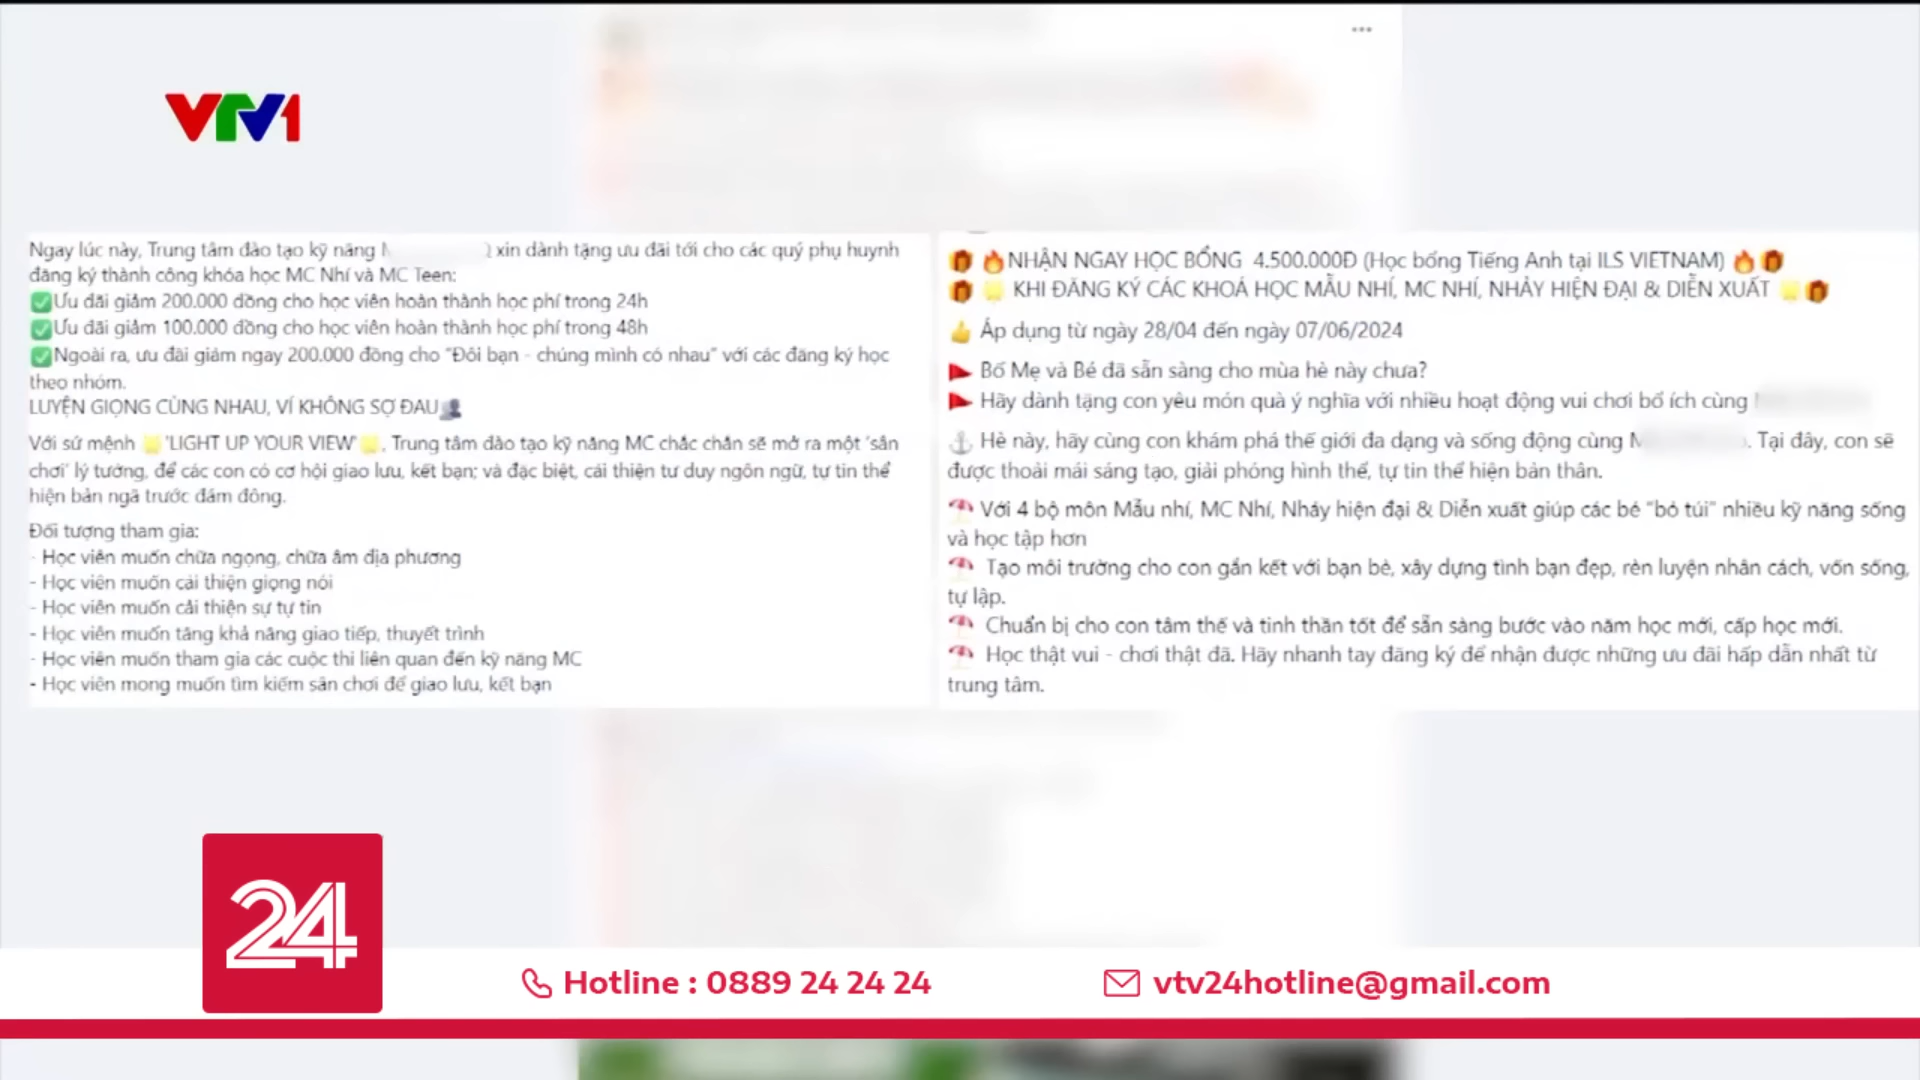 VTV1
Ngay lúc này, Trung tâm đào tạo kỹ năng xin dành tặng ưu đãi tới cho các quý phụ huynh
đăng ký thành công khóa học MC Nhí và MC Teen:
✅Ưu đãi giảm 200.000 đồng cho học viên hoàn thành học phí trong 24h
✅Ưu đãi giảm 100.000 đồng cho học viên hoàn thành học phí trong 48h
✅Ngoài ra, ưu đãi giảm ngay 200.000 đồng cho "Đôi bạn - chúng mình có nhau" với các đăng ký học
theo nhóm.
LUYỆN GIỌNG CÙNG NHAU, VÍ KHÔNG SỢ ĐAU
Với sứ mệnh 'LIGHT UP YOUR VIEW' , Trung tâm đào tạo kỹ năng MC chắc chắn sẽ mở ra một 'sân
chơi' lý tưởng, để các con có cơ hội giao lưu, kết bạn; và đặc biệt, cải thiện tư duy ngôn ngữ, tự tin thể
hiện bản ngã trước đám đông.
Đối tượng tham gia:
- Học viên muốn chữa ngọng, chữa âm địa phương
- Học viên muốn cải thiện giọng nói
- Học viên muốn cải thiện sự tự tin
- Học viên muốn tăng khả năng giao tiếp, thuyết trình
- Học viên muốn tham gia các cuộc thi liên quan đến kỹ năng MC
- Học viên mong muốn tìm kiếm sân chơi để giao lưu, kết bạn
NHẬN NGAY HỌC BỔNG 4.500.000Đ (Học bổng Tiếng Anh tại ILS VIETNAM)
KHI ĐĂNG KÝ CÁC KHOÁ HỌC MẪU NHÍ, MC NHÍ, NHẢY HIỆN ĐẠI & DIỄN XUẤT
Áp dụng từ ngày 28/04 đến ngày 07/06/2024
Bố Mẹ và Bé đã sẵn sàng cho mùa hè này chưa?
Hãy dành tặng con yêu món quà ý nghĩa với nhiều hoạt động vui chơi bổ ích cùng
Hè này, hãy cùng con khám phá thế giới đa dạng và sống động cùng . Tại đây, con sẽ
được thoải mái sáng tạo, giải phóng hình thể, tự tin thể hiện bản thân.
Với 4 bộ môn Mẫu nhí, MC Nhí, Nhảy hiện đại & Diễn xuất giúp các bé "bỏ túi" nhiều kỹ năng sống
và học tập hơn
Tạo môi trường cho con gắn kết với bạn bè, xây dựng tình bạn đẹp, rèn luyện nhân cách, vốn sống,
tự lập.
Chuẩn bị cho con tâm thế và tinh thần tốt để sẵn sàng bước vào năm học mới, cấp học mới.
Học thật vui - chơi thật đã. Hãy nhanh tay đăng ký để nhận được những ưu đãi hấp dẫn nhất từ
trung tâm.
24
Hotline : 0889 24 24 24
vtv24hotline@gmail.com